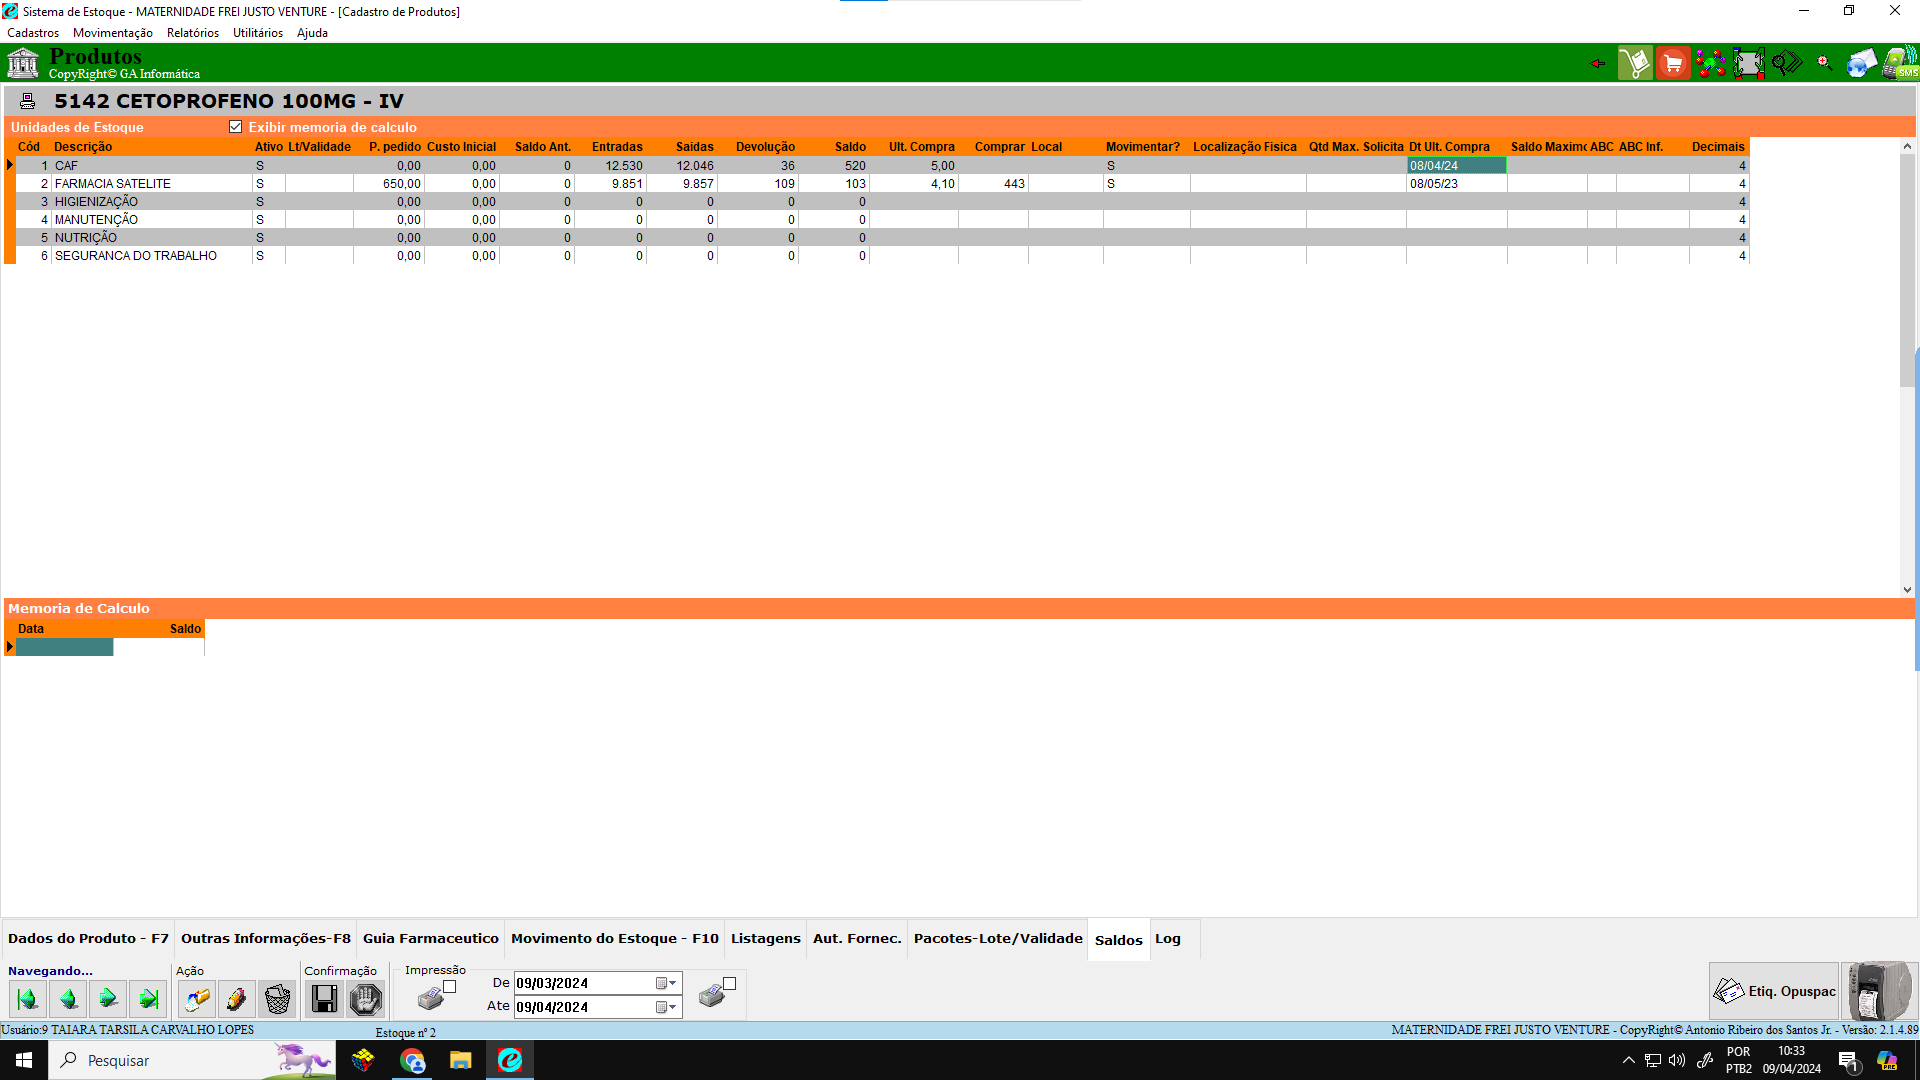 Sistema de Estoque - MATERNIDADE FREI JUSTO VENTURE - [Cadastro de Produtos]
Cadastros Movimentação Relatórios Utilitários Ajuda
Produtos
CopyRight© GA Informática
SMS
5142 CETOPROFENO 100MG - IV
Unidades de Estoque Exibir memoria de calculo
Cód Descrição Ativo Lt/Validade P. pedido Custo Inicial Saldo Ant. Entradas Saidas Devolução Saldo Ult. Compra Comprar Local Movimentar? Localização Fisica Qtd Max. Solicita Dt Ult. Compra Saldo Maximo ABC ABC Inf. Decimais
1 CAF S 0,00 0,00 0 12.530 12.046 36 520 5,00 S 08/04/24 4
2 FARMACIA SATELITE S 650,00 0,00 0 9.851 9.857 109 103 4,10 443 S 08/05/23 4
3 HIGIENIZAÇÃO S 0,00 0,00 0 0 0 0 0 4
4 MANUTENÇÃO S 0,00 0,00 0 0 0 0 0 4
5 NUTRIÇÃO S 0,00 0,00 0 0 0 0 0 4
6 SEGURANCA DO TRABALHO S 0,00 0,00 0 0 0 0 0 4
Memoria de Calculo
Data Saldo
Dados do Produto - F7 Outras Informações-F8 Guia Farmaceutico Movimento do Estoque - F10 Listagens Aut. Fornec. Pacotes-Lote/Validade Saldos Log
Navegando... Ação Confirmação Impressão
De 09/03/2024
Ate 09/04/2024
Etiq. Opuspac
Usuário:9 TAIARA TARSILA CARVALHO LOPES Estoque nº 2 MATERNIDADE FREI JUSTO VENTURE - CopyRight© Antonio Ribeiro dos Santos Jr. - Versão: 2.1.4.89
Pesquisar
POR
PTB2
10:33
09/04/2024
1
PRE